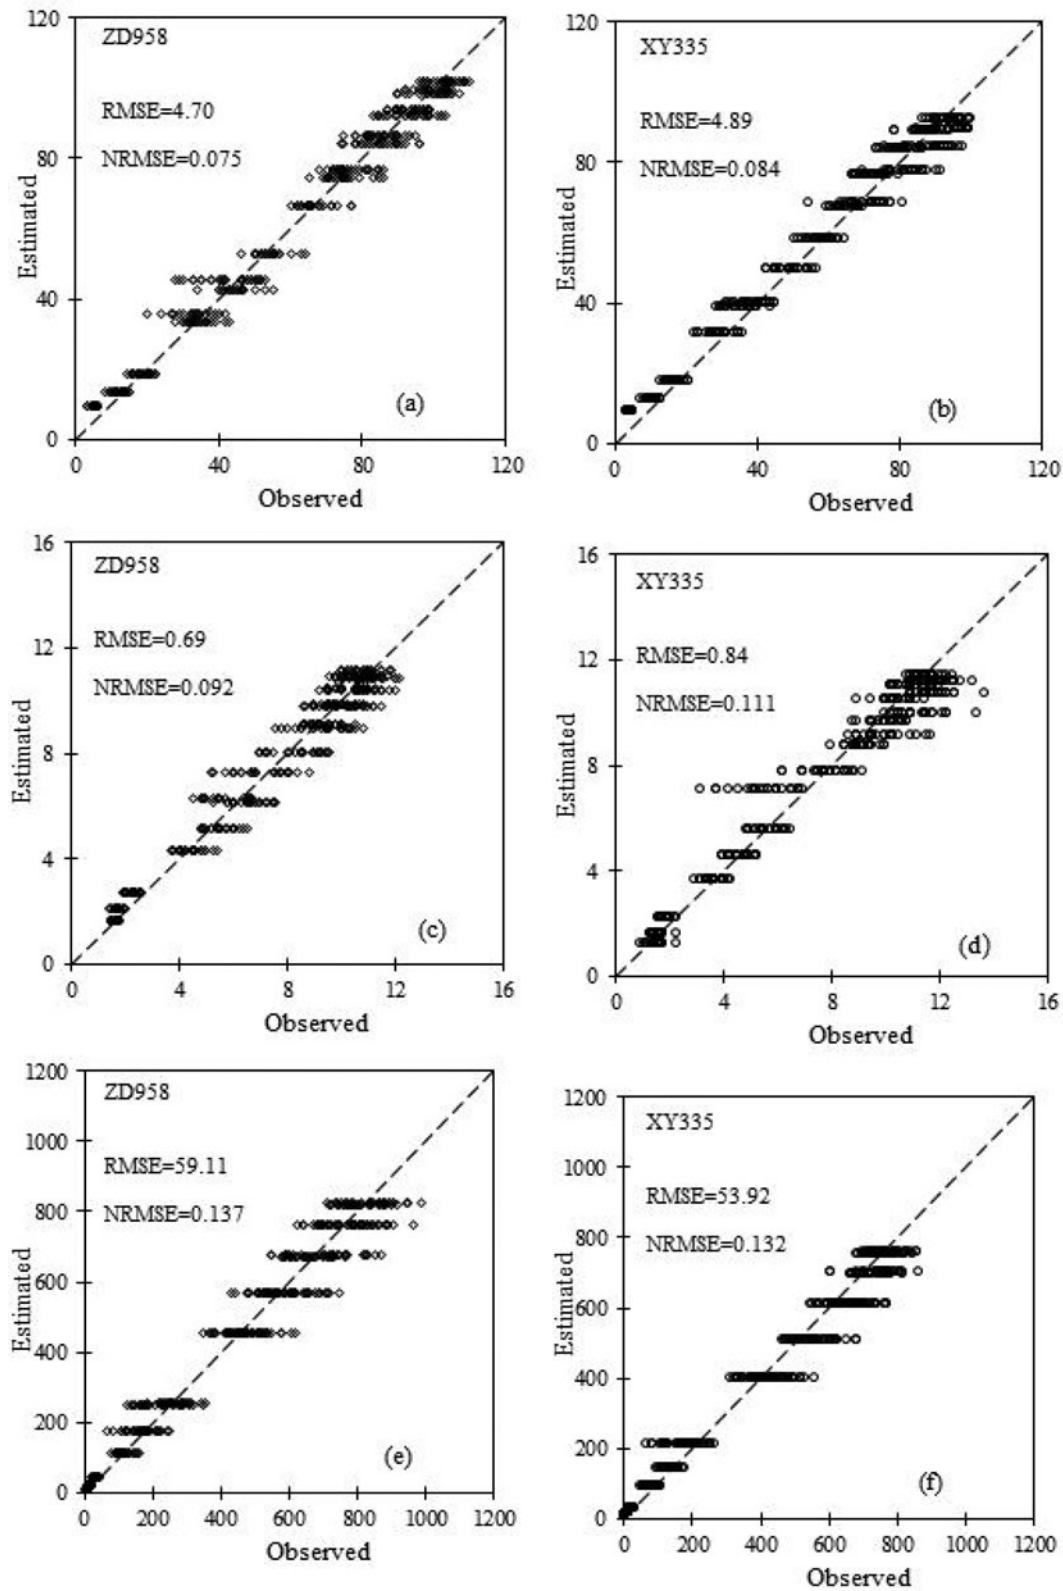 120
ZD958
RMSE=4.70
NRMSE=0.075
80
Estimated
40
(a)
0
0 40 80 120
Observed
120
XY335
RMSE=4.89
NRMSE=0.084
80
Estimated
40
(b)
0
0 40 80 120
Observed
16
ZD958
RMSE=0.69
NRMSE=0.092
12
8
Estimated
4
(c)
0
0 4 8 12 16
Observed
16
XY335
RMSE=0.84
NRMSE=0.111
12
8
Estimated
4
(d)
0
0 4 8 12 16
Observed
1200
ZD958
1000
RMSE=59.11
NRMSE=0.137
800
600
Estimated
400
200
(e)
0
0 200 400 600 800 1000 1200
Observed
1200
XY335
1000
RMSE=53.92
NRMSE=0.132
800
600
Estimated
400
200
(f)
0
0 200 400 600 800 1000 1200
Observed